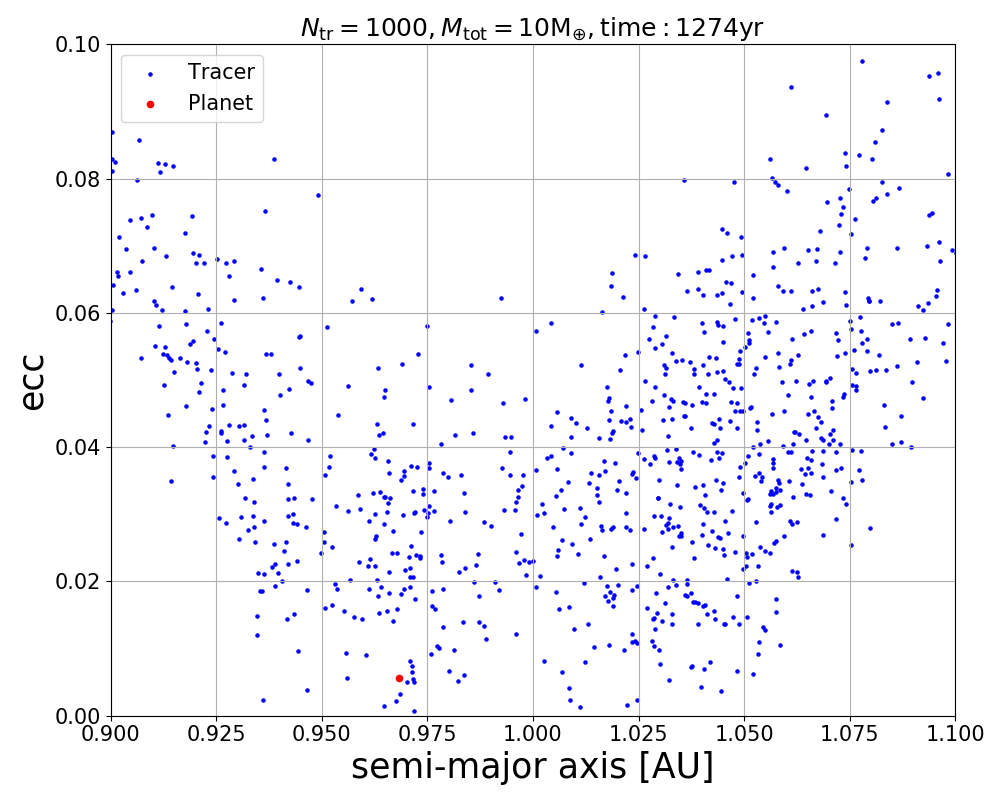 N_tr = 1000, M_tot = 10M_⊕, time : 1274yr
Tracer
Planet
ecc
0.10
0.08
0.06
0.04
0.02
0.00
0.900 0.925 0.950 0.975 1.000 1.025 1.050 1.075 1.100
semi-major axis [AU]